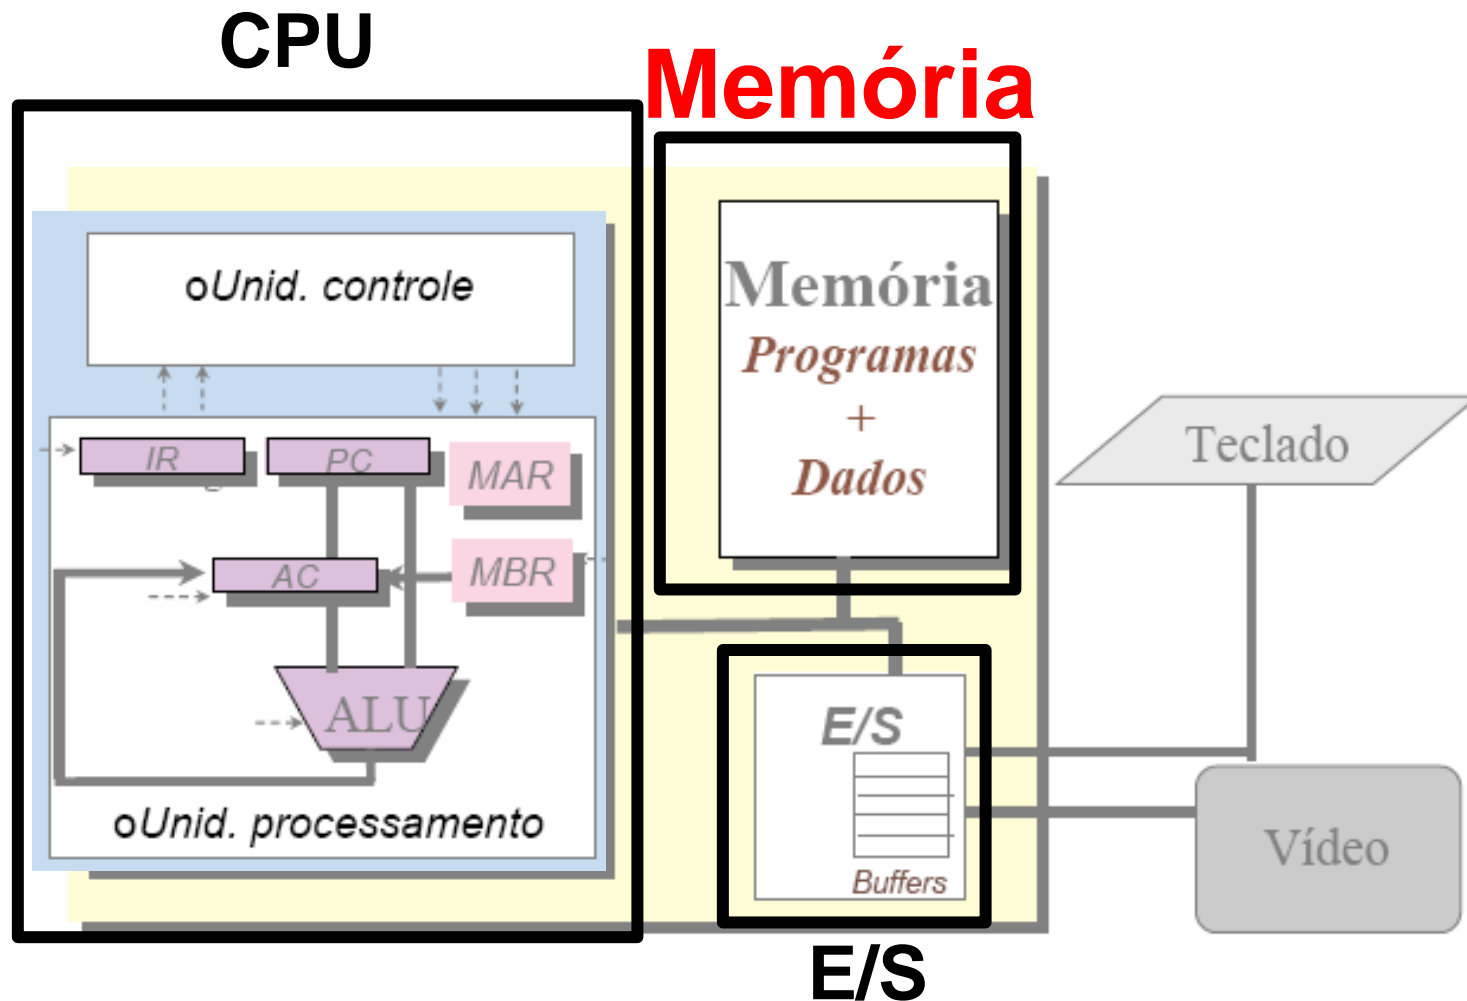 CPU
Memória
oUnid. controle
Memória
Programas
+
Dados
IR
PC
MAR
AC
MBR
ALU
oUnid. processamento
Teclado
E/S
Buffers
Vídeo
E/S